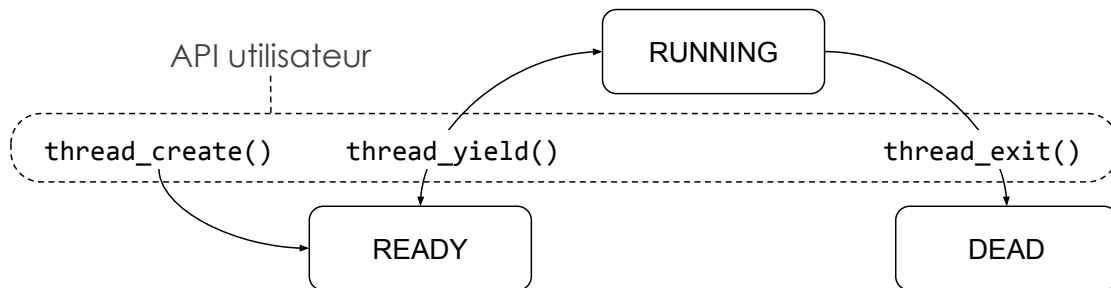 RUNNING
API utilisateur
thread_create() thread_yield() thread_exit()
READY DEAD